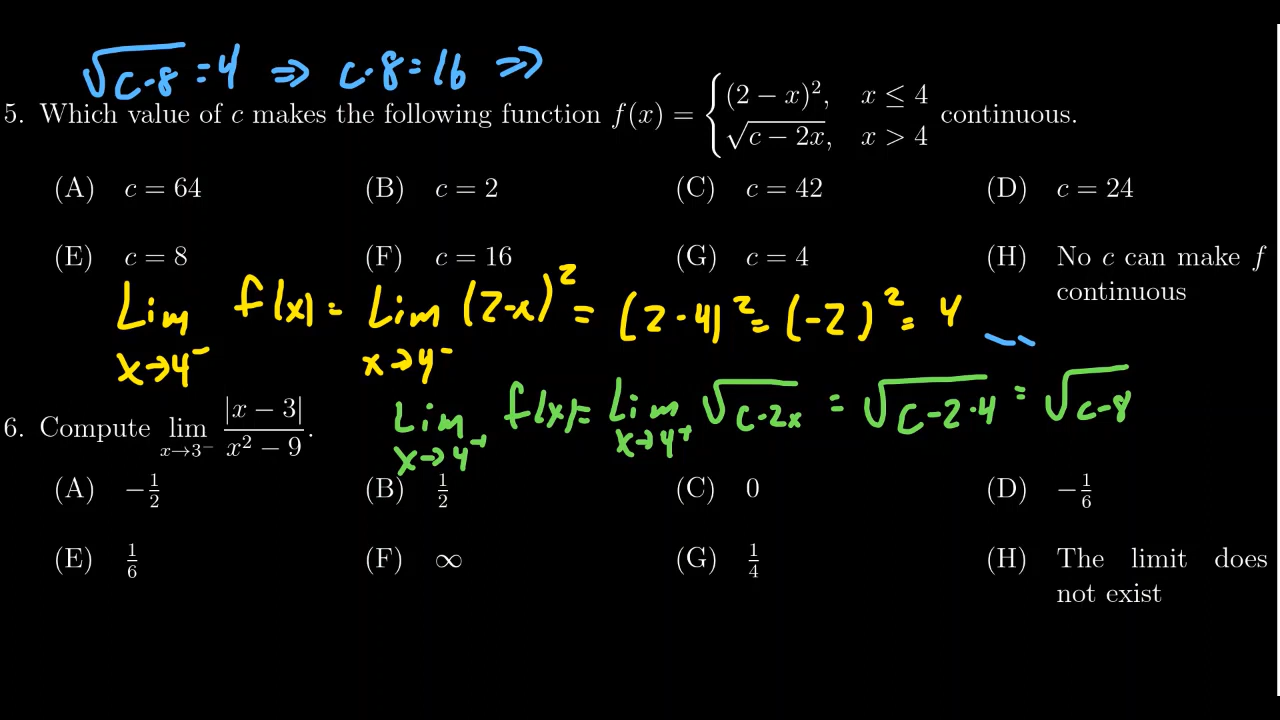 √(c-8) = 4 ⇒ c-8 = 16 ⇒
5. Which value of c makes the following function f(x) = { (2 − x)², x ≤ 4
√(c − 2x), x > 4 continuous.
(A) c = 64 (B) c = 2 (C) c = 42 (D) c = 24
(E) c = 8 (F) c = 16 (G) c = 4 (H) No c can make f
continuous
Lim f(x) = Lim (2-x)² = (2-4)² = (-2)² = 4
x→4⁻ x→4⁻
Lim f(x) = Lim √(c-2x) = √(c-2·4) = √(c-8)
x→4⁺ x→4⁺
6. Compute lim x→3⁻ |x − 3| / (x² − 9).
(A) −1/2 (B) 1/2 (C) 0 (D) −1/6
(E) 1/6 (F) ∞ (G) 1/4 (H) The limit does
not exist